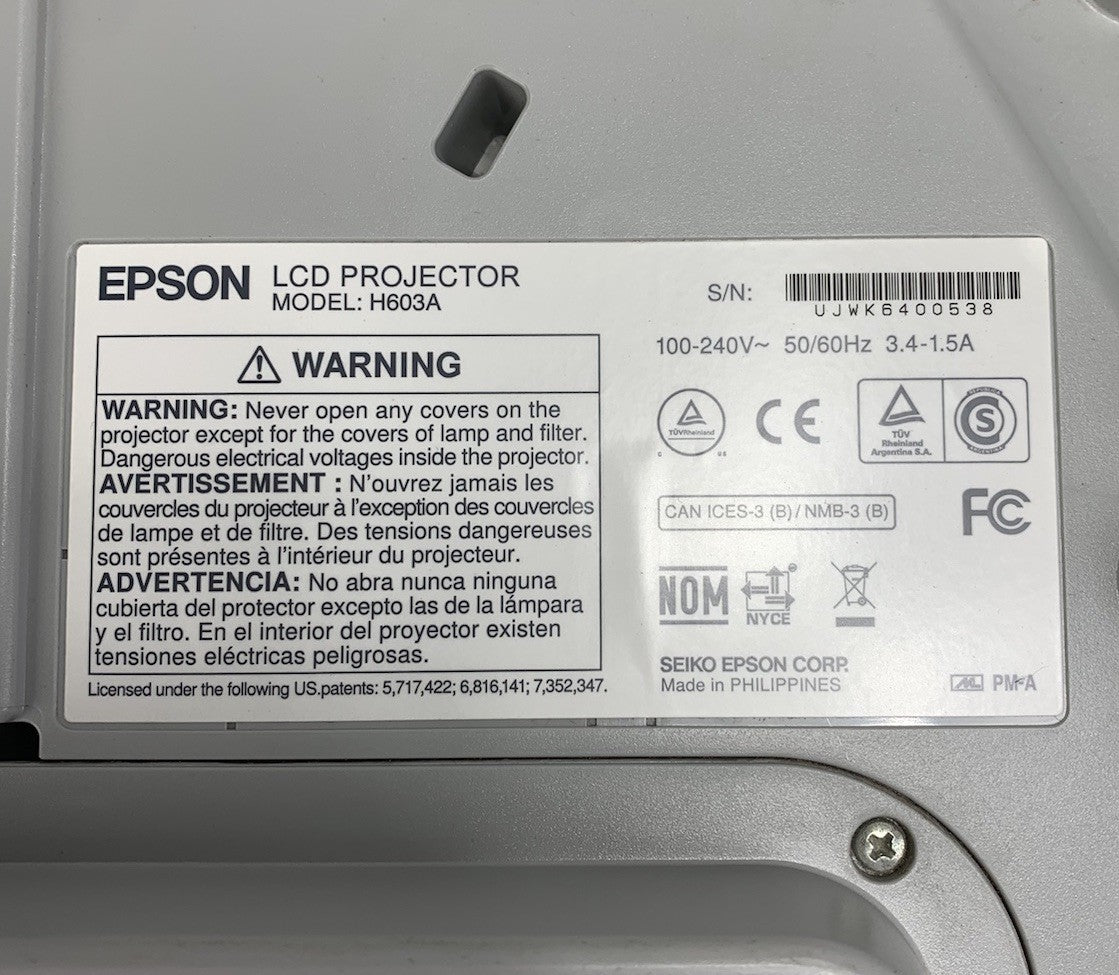 EPSON LCD PROJECTOR
MODEL: H603A
⚠ WARNING
WARNING: Never open any covers on the
projector except for the covers of lamp and filter.
Dangerous electrical voltages inside the projector.
AVERTISSEMENT : N'ouvrez jamais les
couvercles du projecteur à l'exception des couvercles
de lampe et de filtre. Des tensions dangereuses
sont présentes à l'intérieur du projecteur.
ADVERTENCIA: No abra nunca ninguna
cubierta del protector excepto las de la lámpara
y el filtro. En el interior del proyector existen
tensiones eléctricas peligrosas.
Licensed under the following US.patents: 5,717,422; 6,816,141; 7,352,347.
S/N:
UJWK6400538
100-240V~ 50/60Hz 3.4-1.5A
TÜVRheinland
C US
CE
TÜV
Rheinland
Argentina S.A.
REPUBLICA
S
ARGENTINA
CAN ICES-3 (B) / NMB-3 (B)
FC
NOM
NYCE
SEIKO EPSON CORP.
Made in PHILIPPINES
PM-A